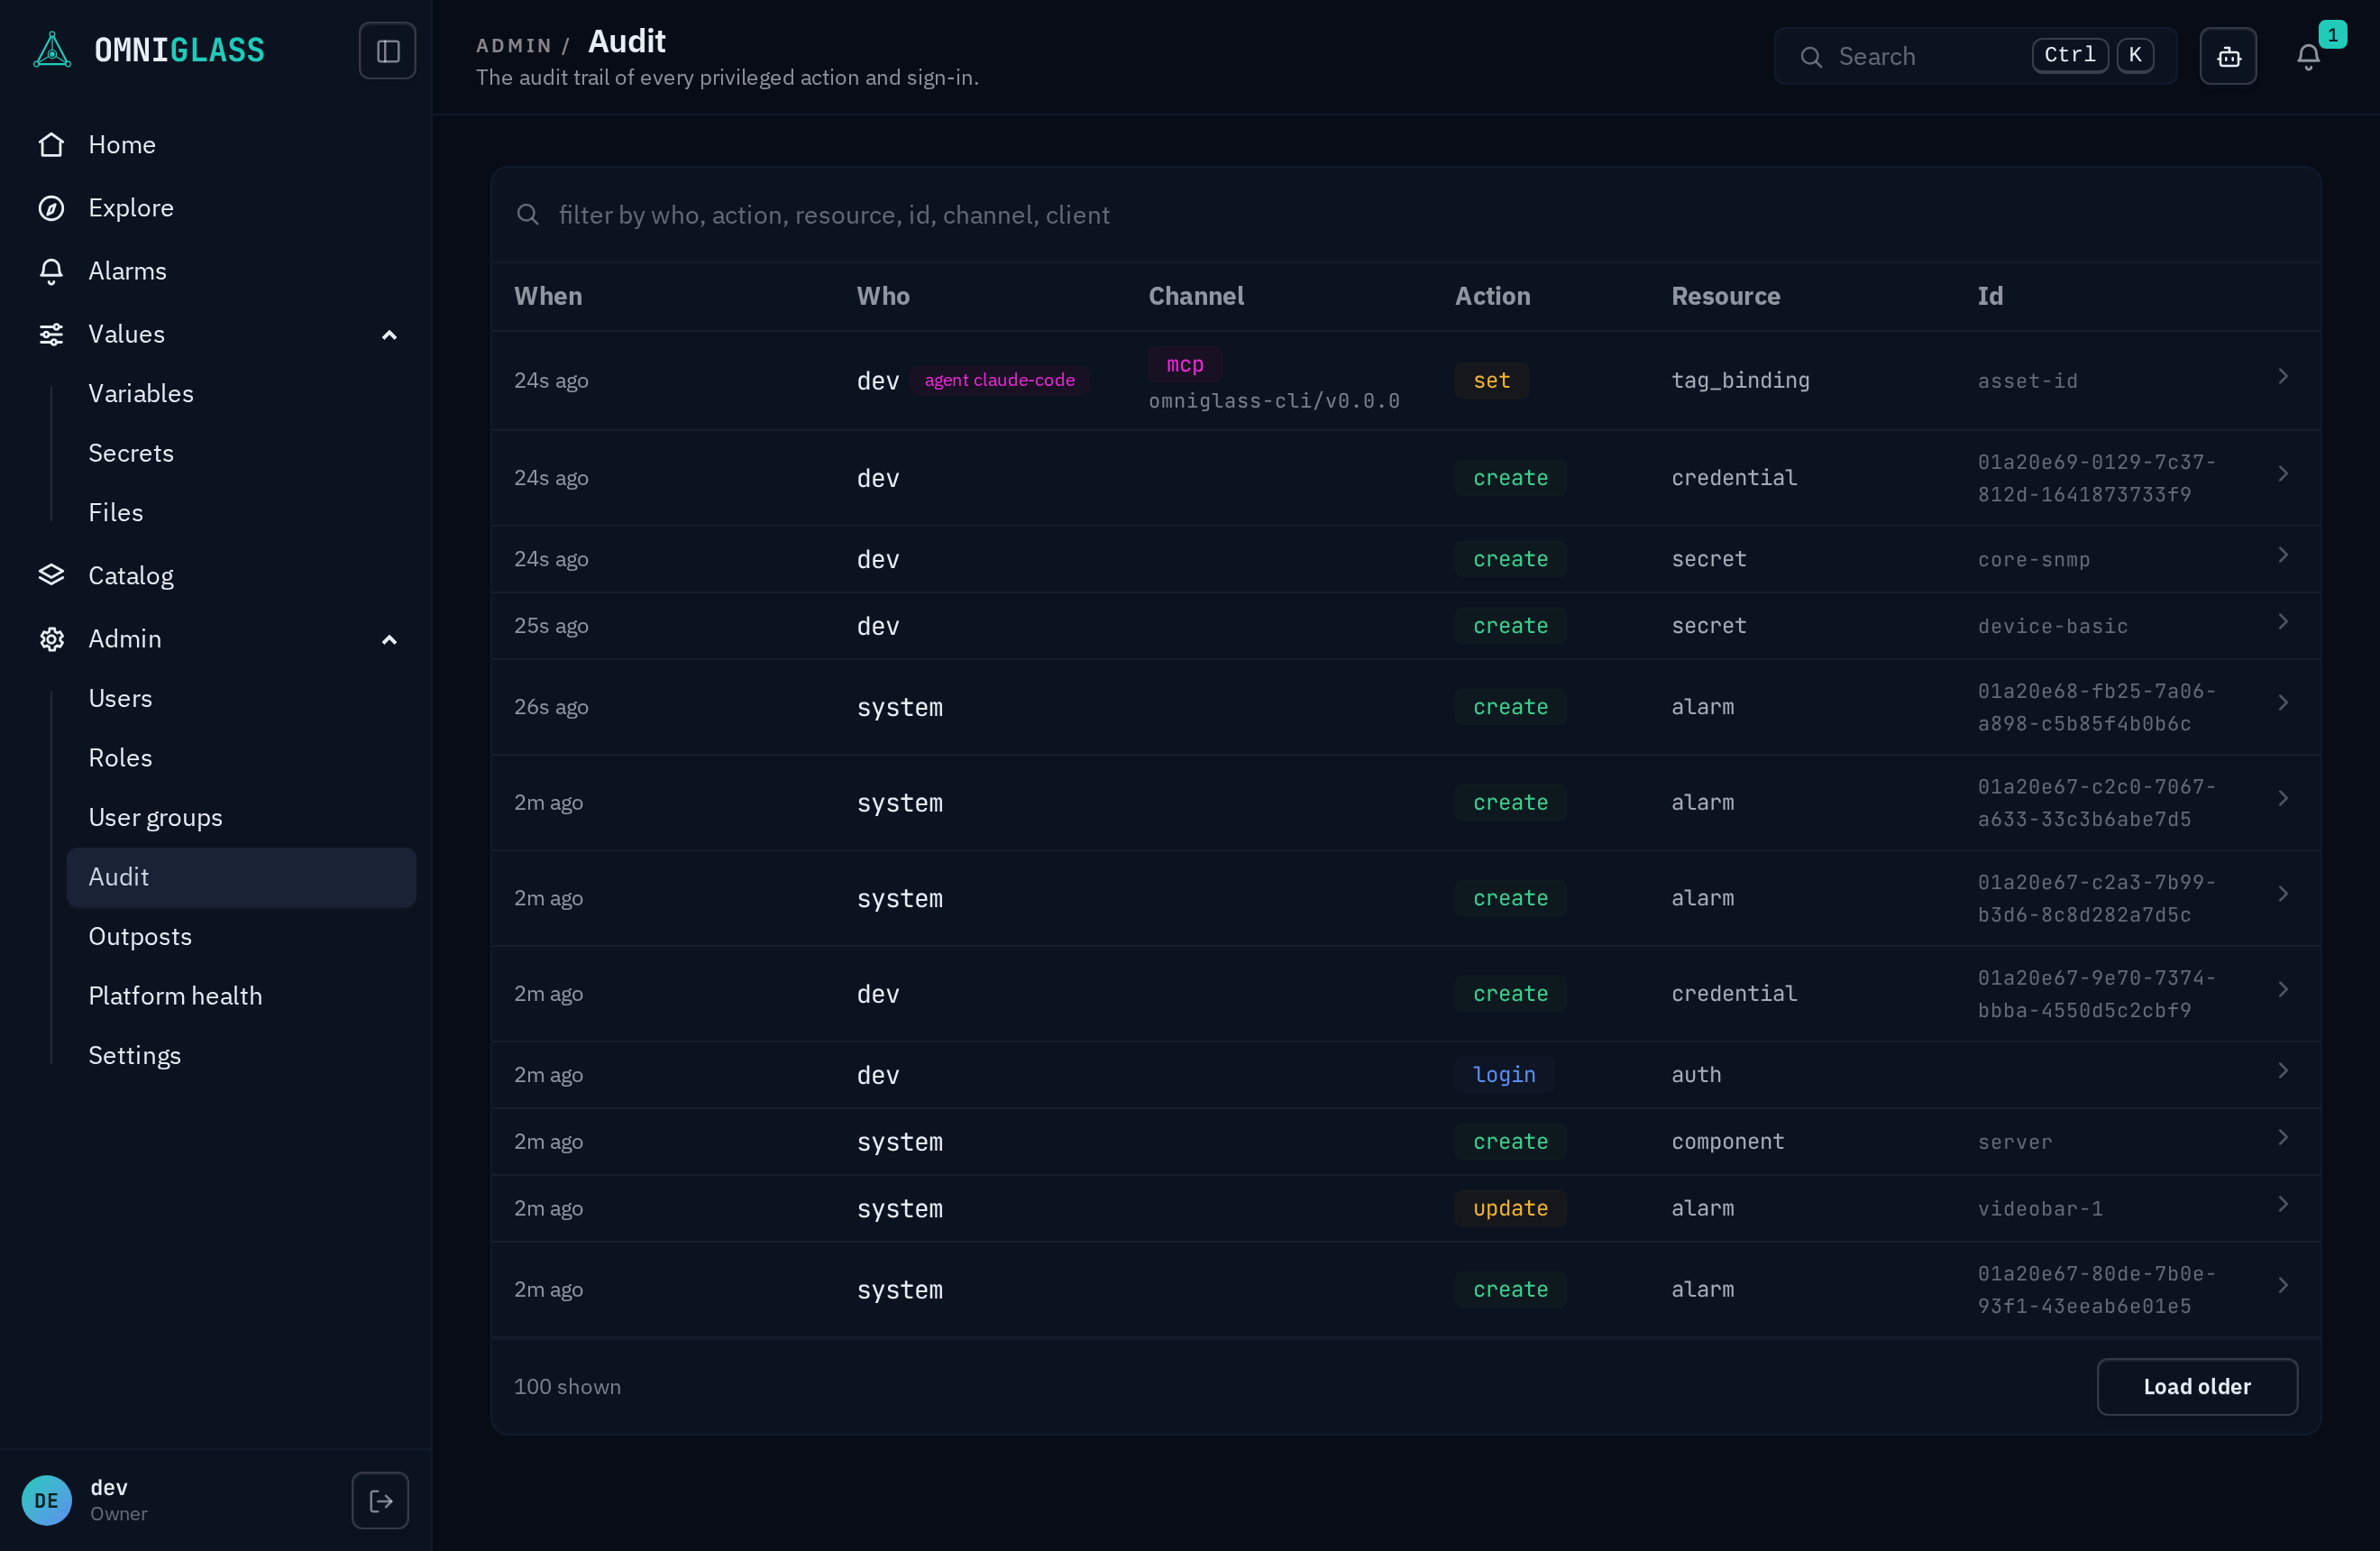 OMNIGLASS
Home
Explore
Alarms
Values
Variables
Secrets
Files
Catalog
Admin
Users
Roles
User groups
Audit
Outposts
Platform health
Settings
DE
dev
Owner
ADMIN / Audit
The audit trail of every privileged action and sign-in.
Search Ctrl K
1
filter by who, action, resource, id, channel, client
When Who Channel Action Resource Id
24s ago dev agent claude-code mcp set tag_binding asset-id
omniglass-cli/v0.0.0
24s ago dev create credential 01a20e69-0129-7c37-
812d-1641873733f9
24s ago dev create secret core-snmp
25s ago dev create secret device-basic
26s ago system create alarm 01a20e68-fb25-7a06-
a898-c5b85f4b0b6c
2m ago system create alarm 01a20e67-c2c0-7067-
a633-33c3b6abe7d5
2m ago system create alarm 01a20e67-c2a3-7b99-
b3d6-8c8d282a7d5c
2m ago dev create credential 01a20e67-9e70-7374-
bbba-4550d5c2cbf9
2m ago dev login auth
2m ago system create component server
2m ago system update alarm videobar-1
2m ago system create alarm 01a20e67-80de-7b0e-
93f1-43eeab6e01e5
100 shown
Load older